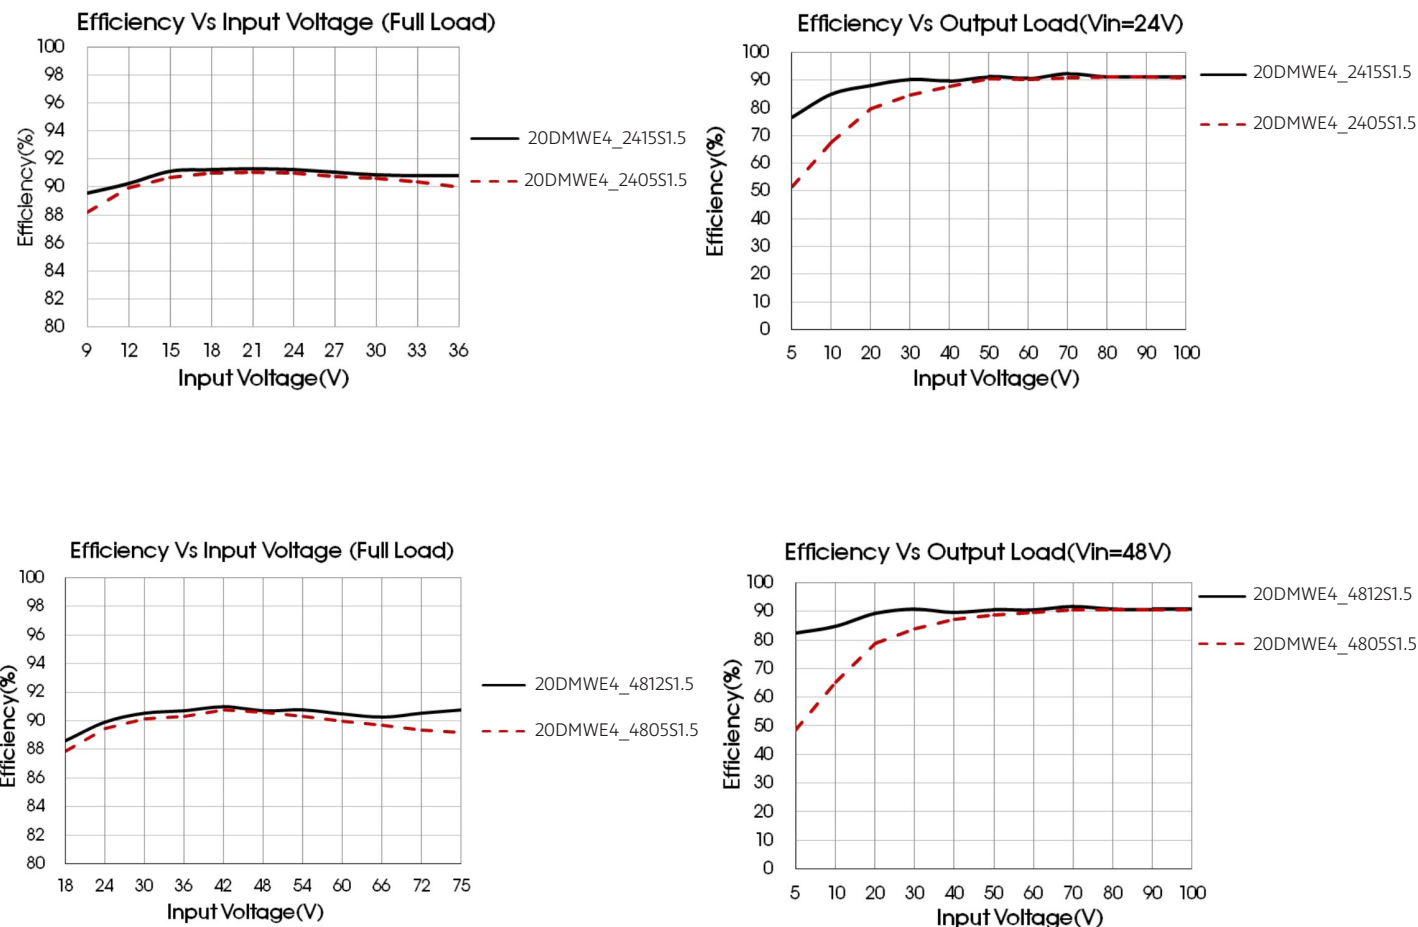 Efficiency Vs Input Voltage (Full Load)
100
98
96
94
92
90
88
86
84
82
80
Efficiency(%)
9 12 15 18 21 24 27 30 33 36
Input Voltage(V)
20DMWE4_2415S1.5
20DMWE4_2405S1.5
Efficiency Vs Output Load(Vin=24V)
100
90
80
70
60
50
40
30
20
10
0
Efficiency(%)
5 10 20 30 40 50 60 70 80 90 100
Input Voltage(V)
20DMWE4_2415S1.5
20DMWE4_2405S1.5
Efficiency Vs Input Voltage (Full Load)
100
98
96
94
92
90
88
86
84
82
80
Efficiency(%)
18 24 30 36 42 48 54 60 66 72 75
Input Voltage(V)
20DMWE4_4812S1.5
20DMWE4_4805S1.5
Efficiency Vs Output Load(Vin=48V)
100
90
80
70
60
50
40
30
20
10
0
Efficiency(%)
5 10 20 30 40 50 60 70 80 90 100
Input Voltage(V)
20DMWE4_4812S1.5
20DMWE4_4805S1.5